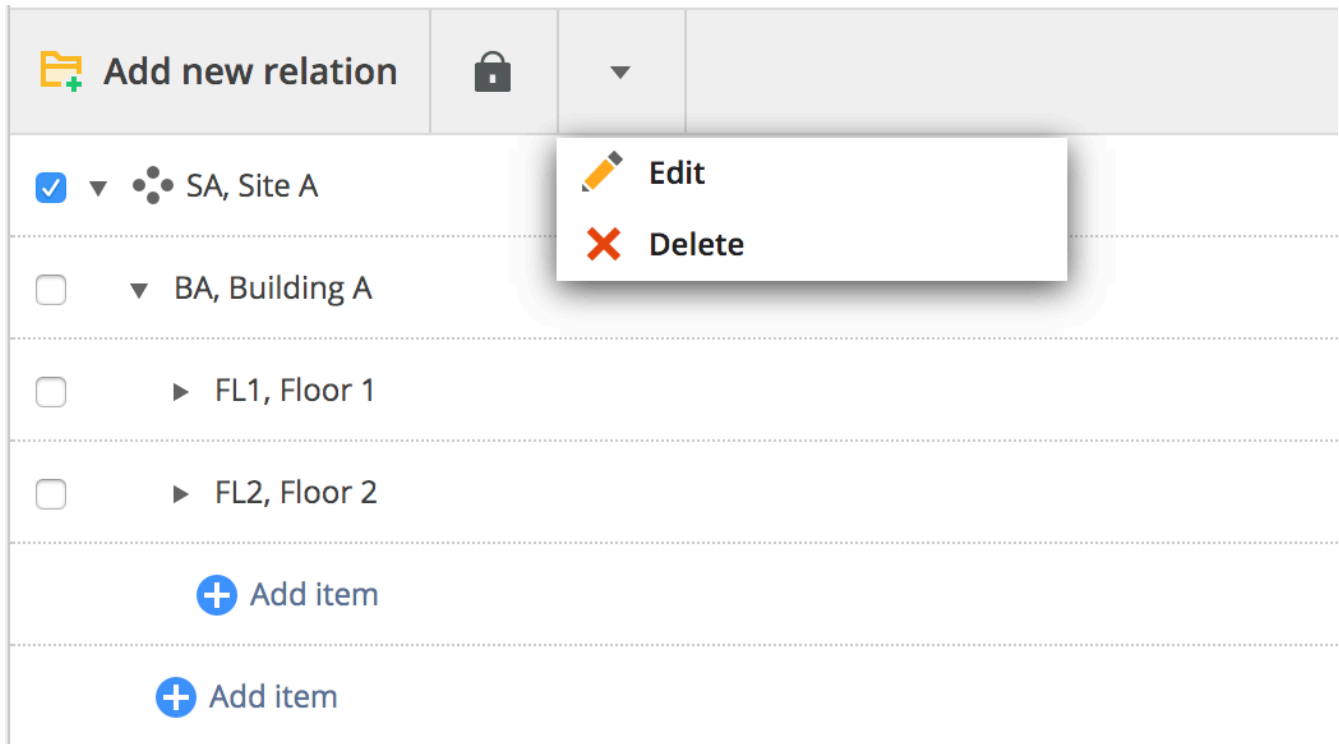 Add new relation
Edit
SA, Site A
Delete
BA, Building A
FL1, Floor 1
FL2, Floor 2
Add item
Add item